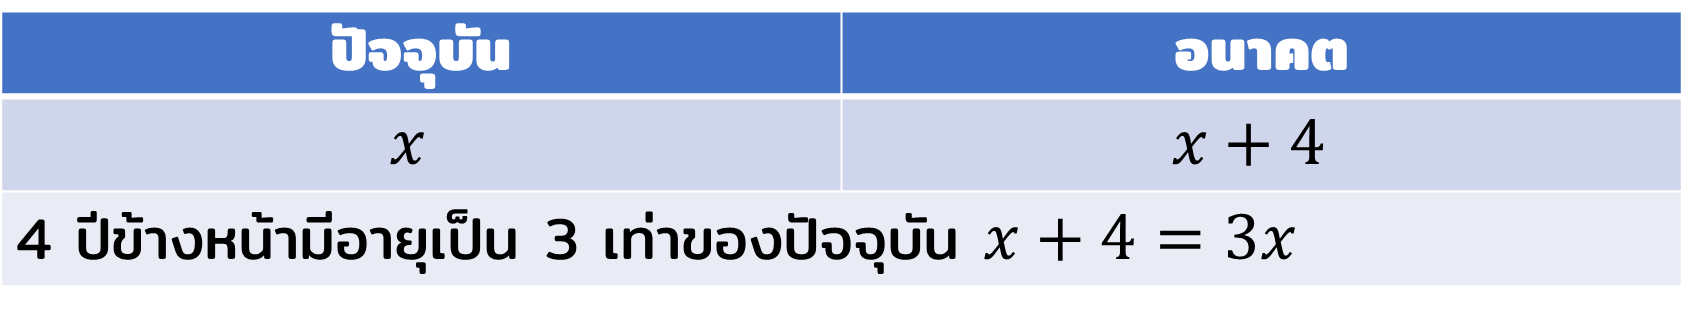 ปัจจุบัน อนาคต
x x + 4
4 ปีข้างหน้ามีอายุเป็น 3 เท่าของปัจจุบัน x + 4 = 3x